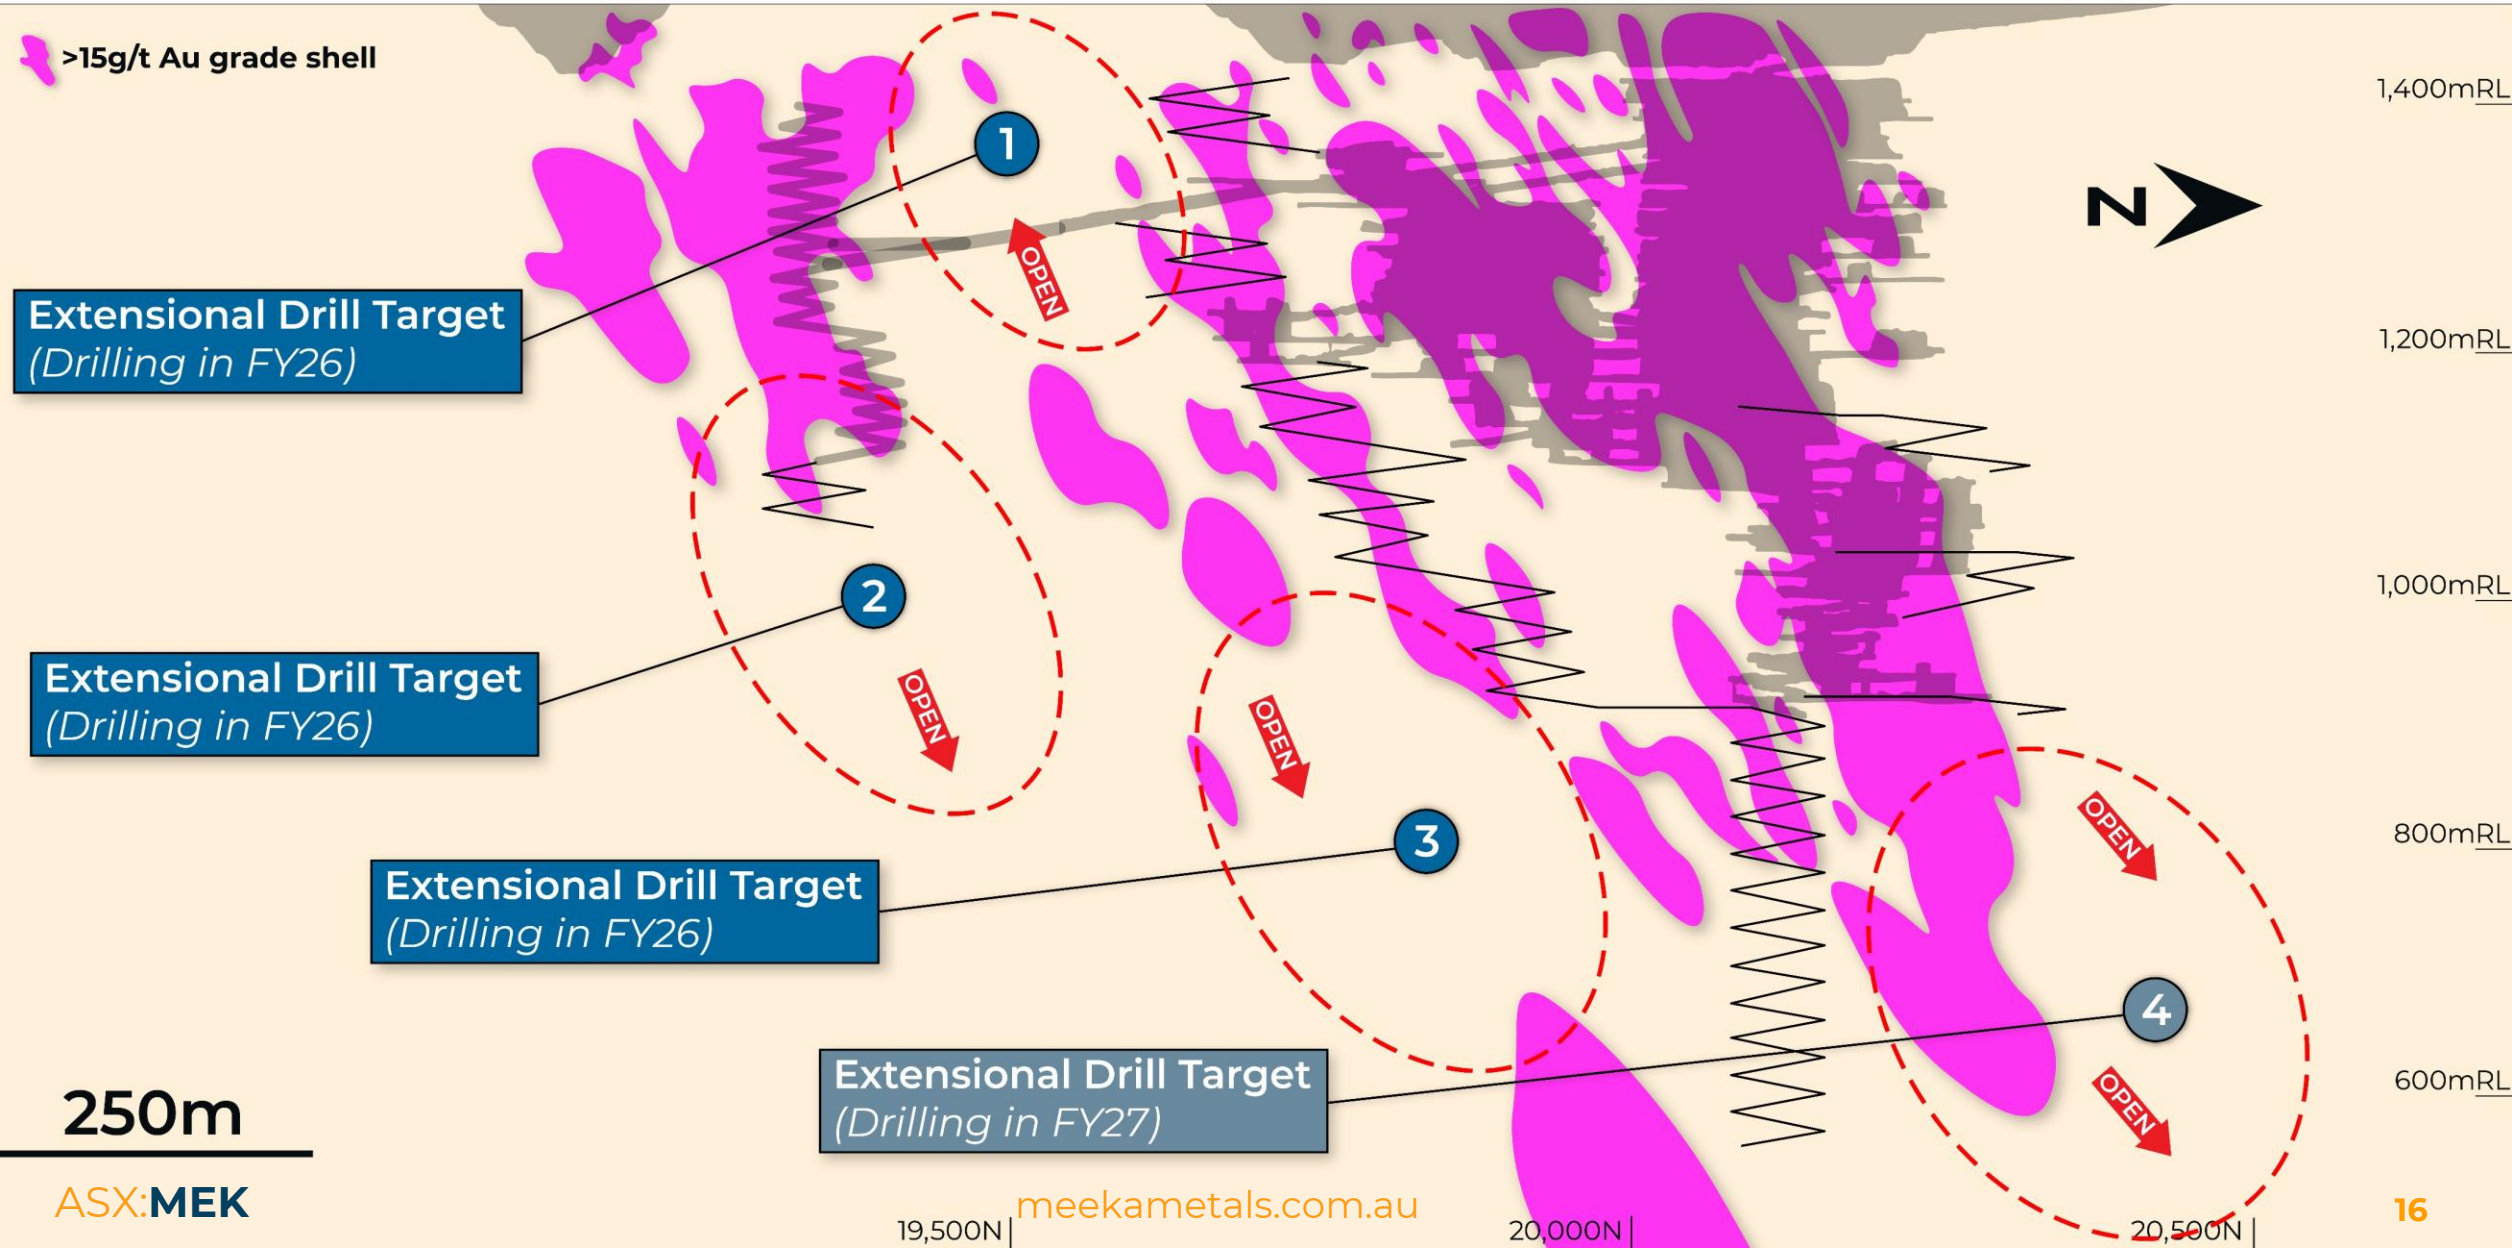 >15g/t Au grade shell
1,400mRL
1
N
OPEN
Extensional Drill Target
(Drilling in FY26)
1,200mRL
1,000mRL
2
Extensional Drill Target
(Drilling in FY26)
OPEN
OPEN
3
800mRL
OPEN
Extensional Drill Target
(Drilling in FY26)
4
Extensional Drill Target
(Drilling in FY27)
600mRL
OPEN
250m
ASX:MEK
meekametals.com.au
16
19,500N
20,000N
20,500N